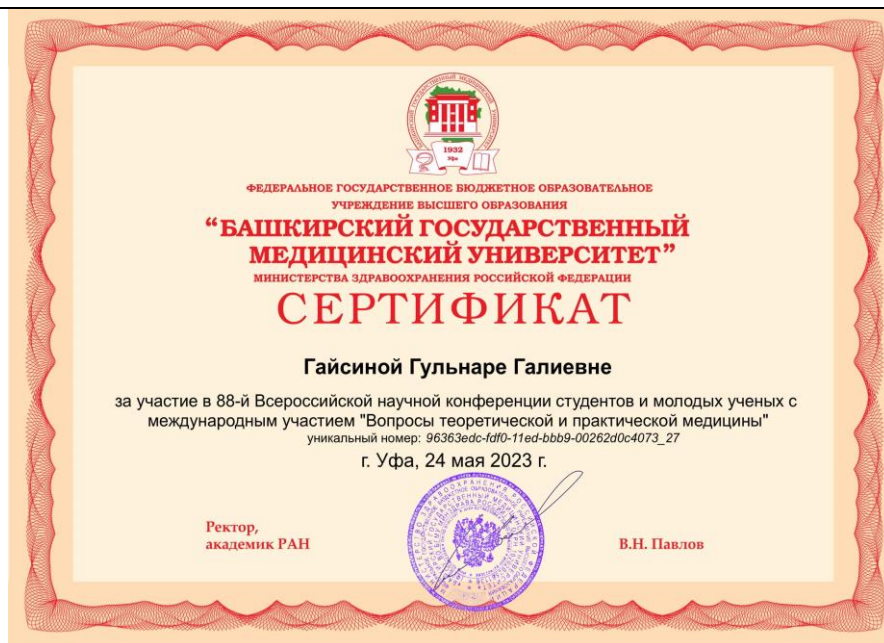 1932
Уфа
ФЕДЕРАЛЬНОЕ ГОСУДАРСТВЕННОЕ БЮДЖЕТНОЕ ОБРАЗОВАТЕЛЬНОЕ
УЧРЕЖДЕНИЕ ВЫСШЕГО ОБРАЗОВАНИЯ
“БАШКИРСКИЙ ГОСУДАРСТВЕННЫЙ
МЕДИЦИНСКИЙ УНИВЕРСИТЕТ”
МИНИСТЕРСТВА ЗДРАВООХРАНЕНИЯ РОССИЙСКОЙ ФЕДЕРАЦИИ
СЕРТИФИКАТ
Гайсиной Гульнаре Галиевне
за участие в 88-й Всероссийской научной конференции студентов и молодых ученых с
международным участием "Вопросы теоретической и практической медицины"
уникальный номер: 96363edc-fdf0-11ed-bbb9-00262d0c4073_27
г. Уфа, 24 мая 2023 г.
Ректор,
академик РАН
В.Н. Павлов